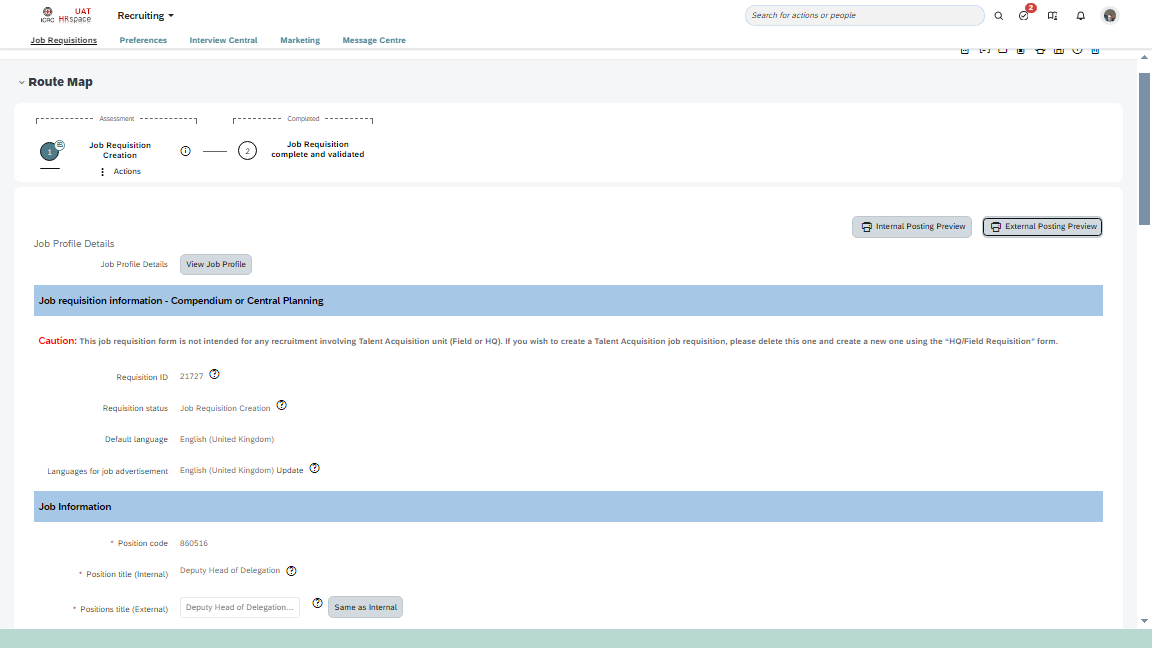 ICRC UAT HRspace Recruiting Search for actions or people 2
Job Requisitions Preferences Interview Central Marketing Message Centre
Route Map
Assessment Completed
1 Job Requisition Creation 2 Job Requisition complete and validated
Actions
Internal Posting Preview External Posting Preview
Job Profile Details
Job Profile Details View Job Profile
Job requisition information - Compendium or Central Planning
Caution: This job requisition form is not intended for any recruitment involving Talent Acquisition unit (Field or HQ). If you wish to create a Talent Acquisition job requisition, please delete this one and create a new one using the “HQ/Field Requisition” form.
Requisition ID 21727
Requisition status Job Requisition Creation
Default language English (United Kingdom)
Languages for job advertisement English (United Kingdom) Update
Job Information
* Position code 860516
* Position title (Internal) Deputy Head of Delegation
* Positions title (External) Deputy Head of Delegation... Same as Internal